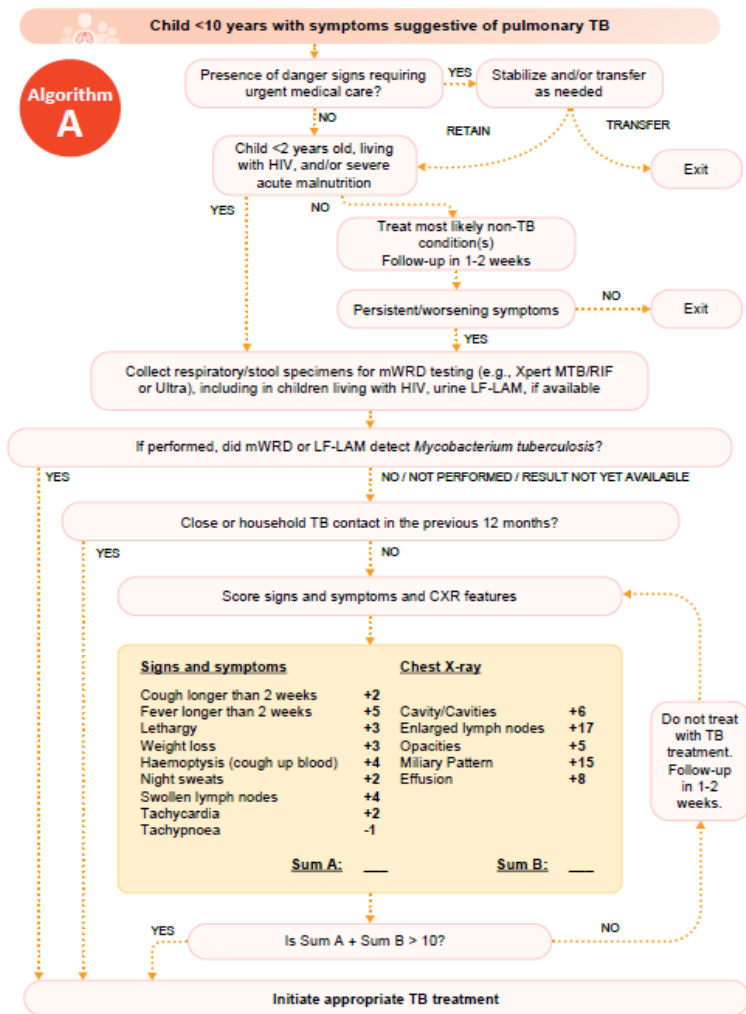 Child <10 years with symptoms suggestive of pulmonary TB
Algorithm
A
Presence of danger signs requiring
urgent medical care?
YES
Stabilize and/or transfer
as needed
NO
RETAIN
TRANSFER
Child <2 years old, living
with HIV, and/or severe
acute malnutrition
Exit
YES
NO
Treat most likely non-TB
condition(s)
Follow-up in 1-2 weeks
Persistent/worsening symptoms
NO
Exit
YES
Collect respiratory/stool specimens for mWRD testing (e.g., Xpert MTB/RIF
or Ultra), including in children living with HIV, urine LF-LAM, if available
If performed, did mWRD or LF-LAM detect Mycobacterium tuberculosis?
YES
NO / NOT PERFORMED / RESULT NOT YET AVAILABLE
Close or household TB contact in the previous 12 months?
YES
NO
Score signs and symptoms and CXR features
Signs and symptoms
Cough longer than 2 weeks +2
Fever longer than 2 weeks +5
Lethargy +3
Weight loss +3
Haemoptysis (cough up blood) +4
Night sweats +2
Swollen lymph nodes +4
Tachycardia +2
Tachypnoea -1
Sum A: ___
Chest X-ray
Cavity/Cavities +6
Enlarged lymph nodes +17
Opacities +5
Miliary Pattern +15
Effusion +8
Sum B: ___
Do not treat
with TB
treatment.
Follow-up
in 1-2
weeks.
YES
Is Sum A + Sum B > 10?
NO
Initiate appropriate TB treatment